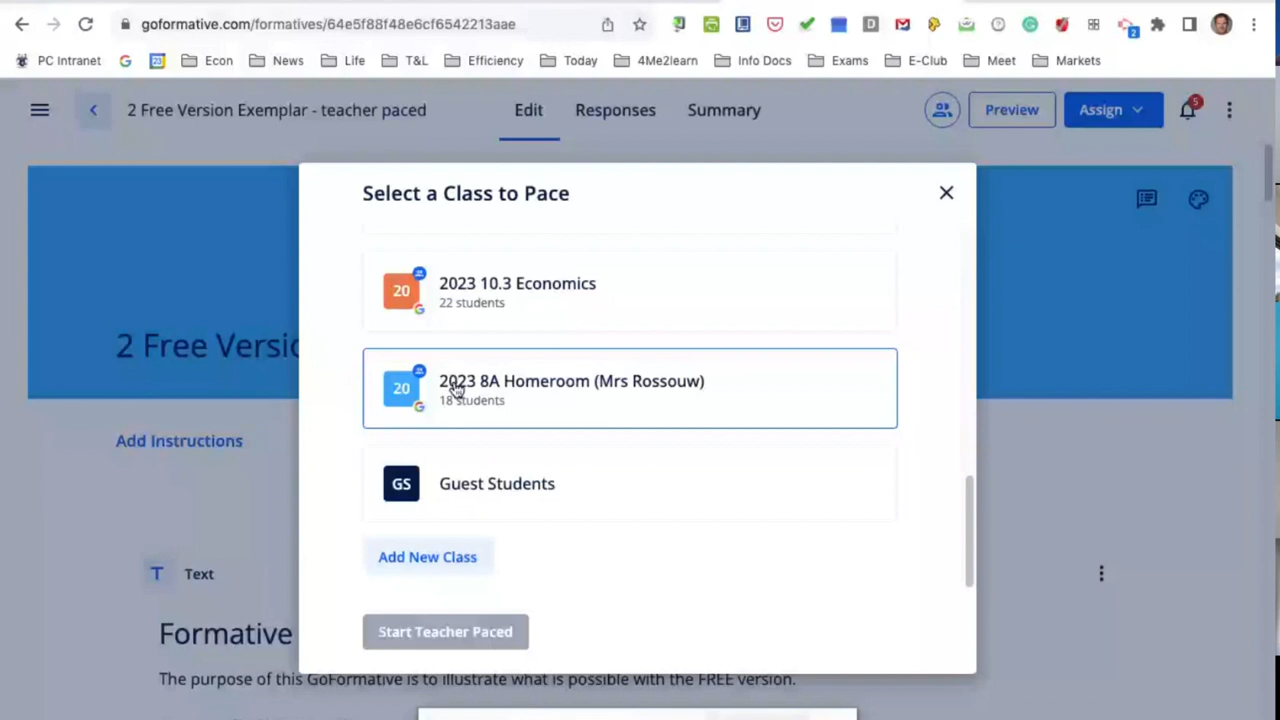 goformative.com/formatives/64e5f88f48e6cf6542213aae
D
2
PC Intranet
Econ
News
Life
T&L
Efficiency
Today
4Me2learn
Info Docs
Exams
E-Club
Meet
Markets
2 Free Version Exemplar - teacher paced
Edit
Responses
Summary
Preview
Assign
5
Select a Class to Pace
20
2023 10.3 Economics
22 students
2 Free Versio
20
2023 8A Homeroom (Mrs Rossouw)
18 students
Add Instructions
GS
Guest Students
Add New Class
T
Text
Start Teacher Paced
Formative
The purpose of this GoFormative is to illustrate what is possible with the FREE version.